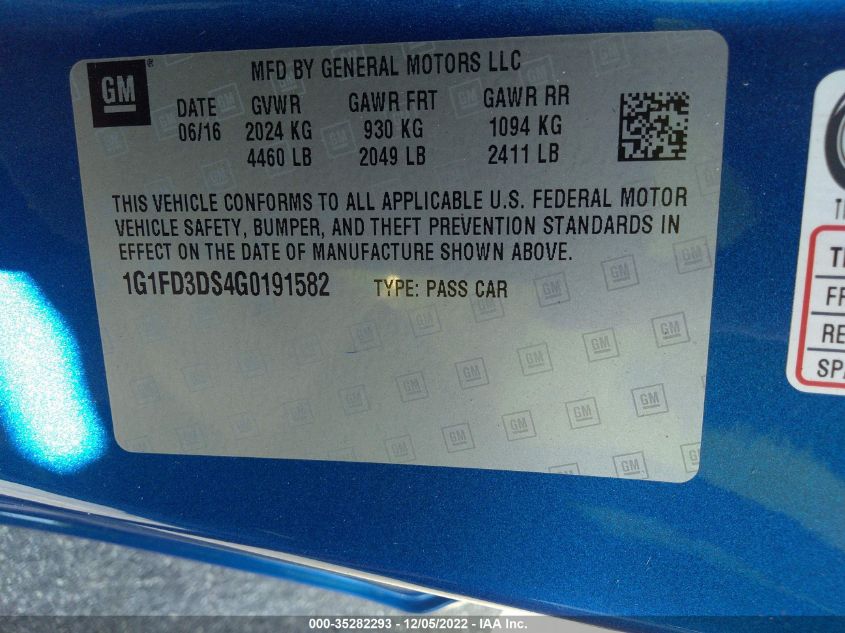 GM
MFD BY GENERAL MOTORS LLC
DATE GVWR GAWR FRT GAWR RR
06/16 2024 KG 930 KG 1094 KG
4460 LB 2049 LB 2411 LB
THIS VEHICLE CONFORMS TO ALL APPLICABLE U.S. FEDERAL MOTOR
VEHICLE SAFETY, BUMPER, AND THEFT PREVENTION STANDARDS IN
EFFECT ON THE DATE OF MANUFACTURE SHOWN ABOVE.
1G1FD3DS4G0191582 TYPE: PASS CAR
000-35282293 - 12/05/2022 - IAA Inc.